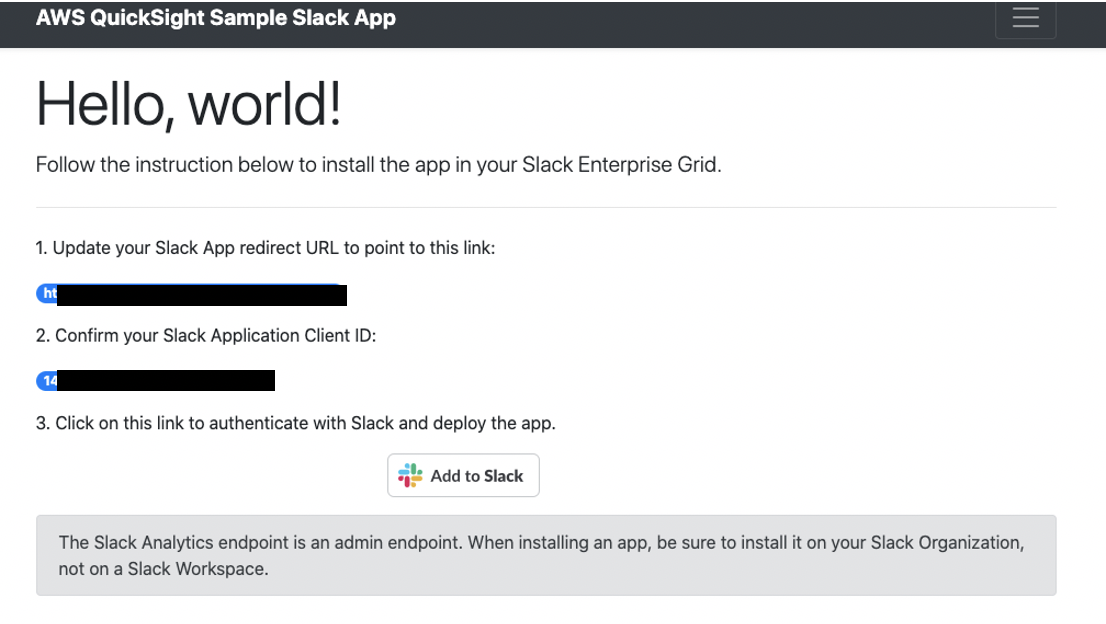 AWS QuickSight Sample Slack App
Hello, world!
Follow the instruction below to install the app in your Slack Enterprise Grid.
1. Update your Slack App redirect URL to point to this link:
ht
2. Confirm your Slack Application Client ID:
14
3. Click on this link to authenticate with Slack and deploy the app.
Add to Slack
The Slack Analytics endpoint is an admin endpoint. When installing an app, be sure to install it on your Slack Organization,
not on a Slack Workspace.